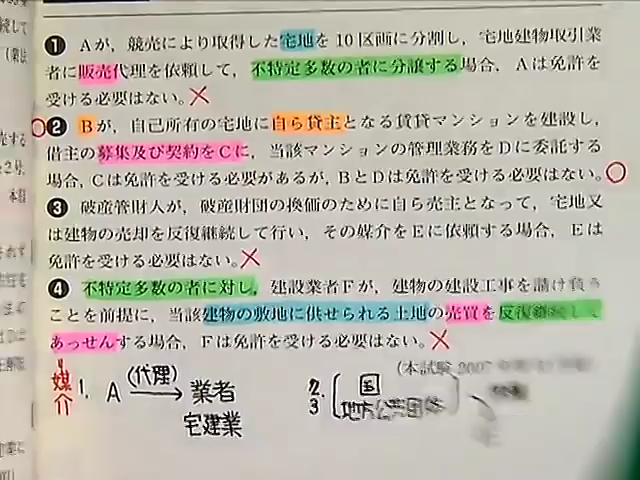 ❶ Aが，競売により取得した宅地を10区画に分割し，宅地建物取引業
者に販売代理を依頼して，不特定多数の者に分譲する場合，Aは免許を
受ける必要はない。×
○❷ Bが，自己所有の宅地に自ら貸主となる賃貸マンションを建設し，
借主の募集及び契約をCに，当該マンションの管理業務をDに委託する
場合，Cは免許を受ける必要があるが，BとDは免許を受ける必要はない。○
❸ 破産管財人が，破産財団の換価のために自ら売主となって，宅地又
は建物の売却を反復継続して行い，その媒介をEに依頼する場合，Eは
免許を受ける必要はない。×
❹ 不特定多数の者に対し，建設業者Fが，建物の建設工事を請け負う
ことを前提に，当該建物の敷地に供せられる土地の売買を反復継続して
あっせんする場合，Fは免許を受ける必要はない。×
(本試験 200
媒介
1. A (代理)→ 業者
宅建業
2. 国
3 地方公共団体